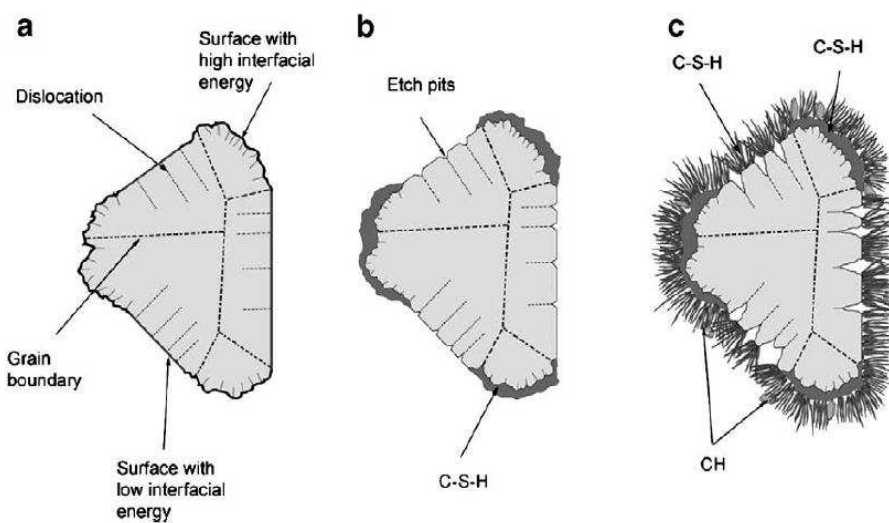 a
Surface with
high interfacial
energy
Dislocation
Grain
boundary
Surface with
low interfacial
energy
b
Etch pits
C-S-H
c
C-S-H
C-S-H
CH